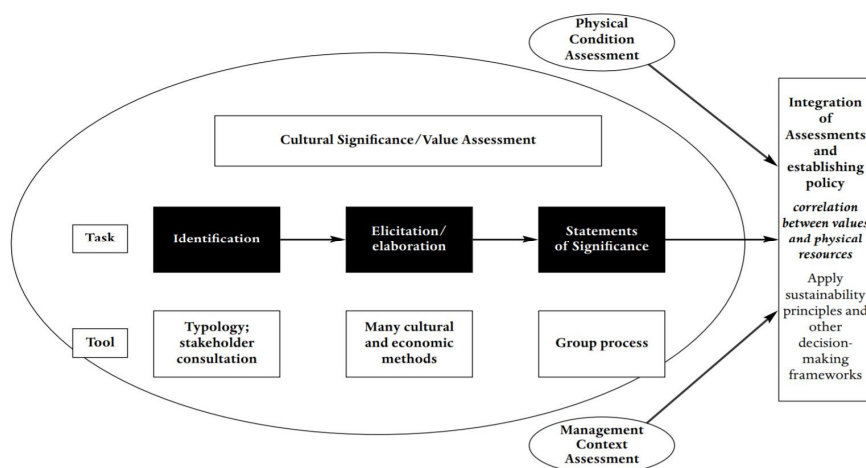 Physical
Condition
Assessment
Cultural Significance/Value Assessment
Task
Identification
Elicitation/
elaboration
Statements
of Significance
Tool
Typology;
stakeholder
consultation
Many cultural
and economic
methods
Group process
Management
Context
Assessment
Integration
of
Assessments
and
establishing
policy
correlation
between values
and physical
resources
Apply
sustainability
principles and
other
decision-
making
frameworks